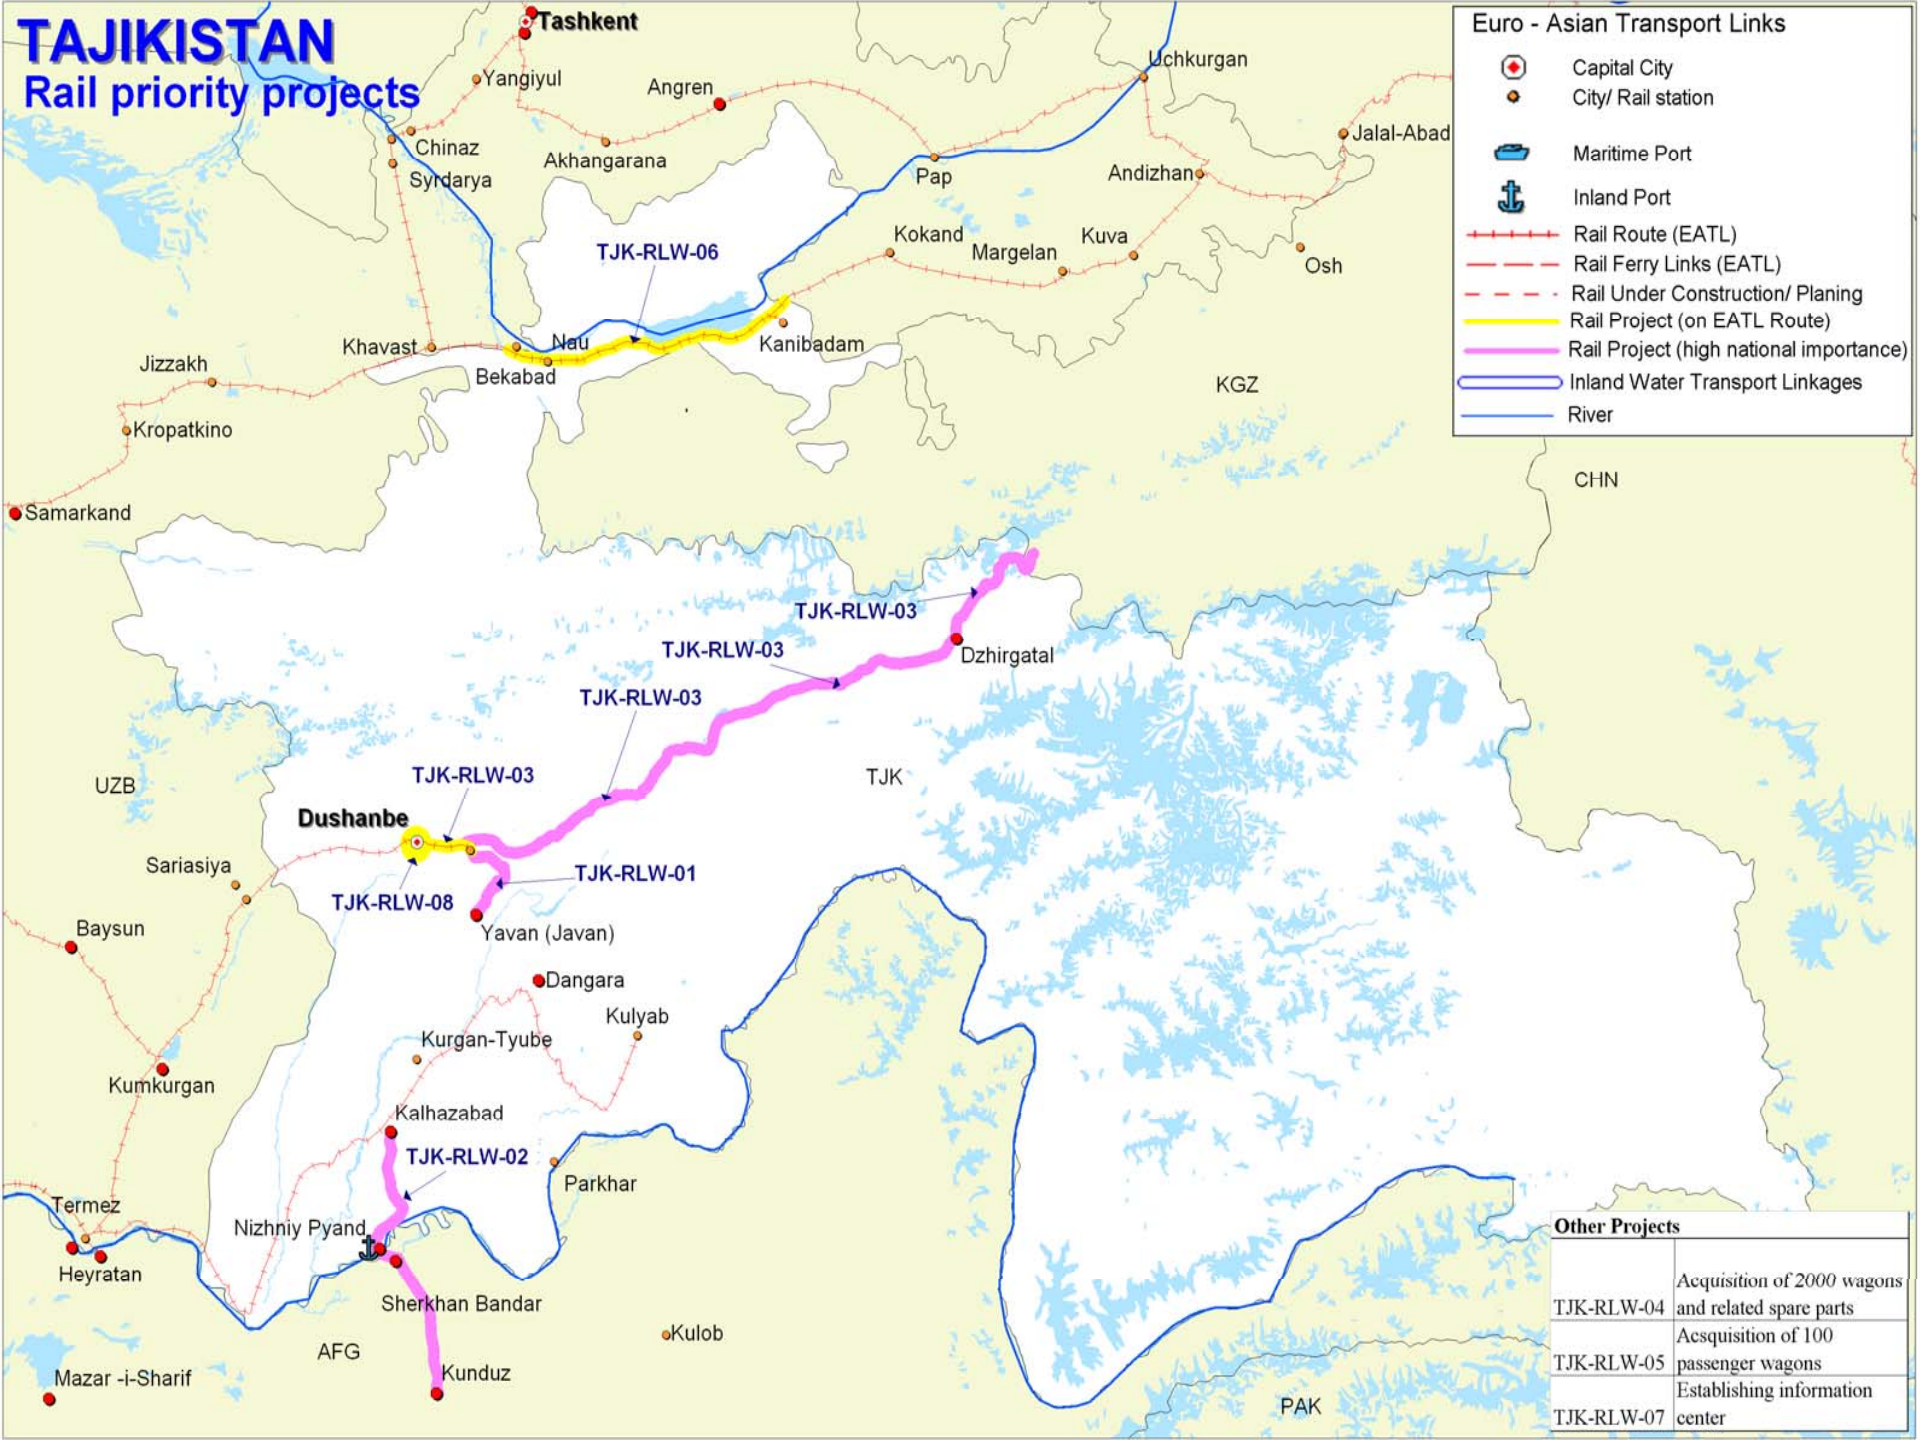 TAJIKISTAN
Rail priority projects
Euro - Asian Transport Links
Capital City
City/ Rail station
Maritime Port
Inland Port
Rail Route (EATL)
Rail Ferry Links (EATL)
Rail Under Construction/ Planing
Rail Project (on EATL Route)
Rail Project (high national importance)
Inland Water Transport Linkages
River
Tashkent
Yangiyul
Angren
Uchkurgan
Chinaz
Akhangarana
Jalal-Abad
Syrdarya
Pap
Andizhan
TJK-RLW-06
Kokand
Margelan
Kuva
Osh
Khavast
Nau
Kanibadam
Jizzakh
Bekabad
KGZ
Kropatkino
CHN
Samarkand
TJK-RLW-03
TJK-RLW-03
Dzhirgatal
TJK-RLW-03
TJK-RLW-03
TJK
UZB
Dushanbe
Sariasiya
TJK-RLW-01
TJK-RLW-08
Baysun
Yavan (Javan)
Dangara
Kulyab
Kurgan-Tyube
Kumkurgan
Kalhazabad
TJK-RLW-02
Parkhar
Termez
Nizhniy Pyand
Heyratan
Sherkhan Bandar
Kulob
AFG
Kunduz
Mazar -i-Sharif
PAK
Other Projects
TJK-RLW-04 Acquisition of 2000 wagons
and related spare parts
TJK-RLW-05 Acsquisition of 100
passenger wagons
TJK-RLW-07 Establishing information
center